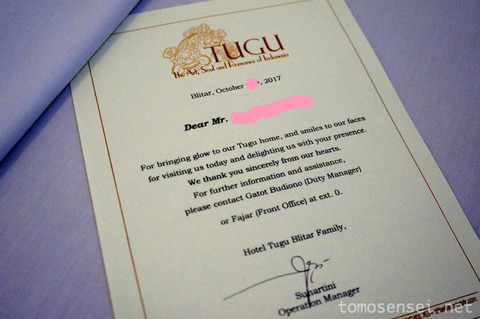 TUGU
The Art, Soul and Romance of Indonesia
Blitar, October , 2017
Dear Mr.
For bringing glow to our Tugu home, and smiles to our faces
for visiting us today and delighting us with your presence.
We thank you sincerely from our hearts.
For further information and assistance,
please contact Gatot Budiono (Duty Manager)
or Fajar (Front Office) at ext. 0.
Hotel Tugu Blitar Family,
Suhartini
Operation Manager
tomosensei.net